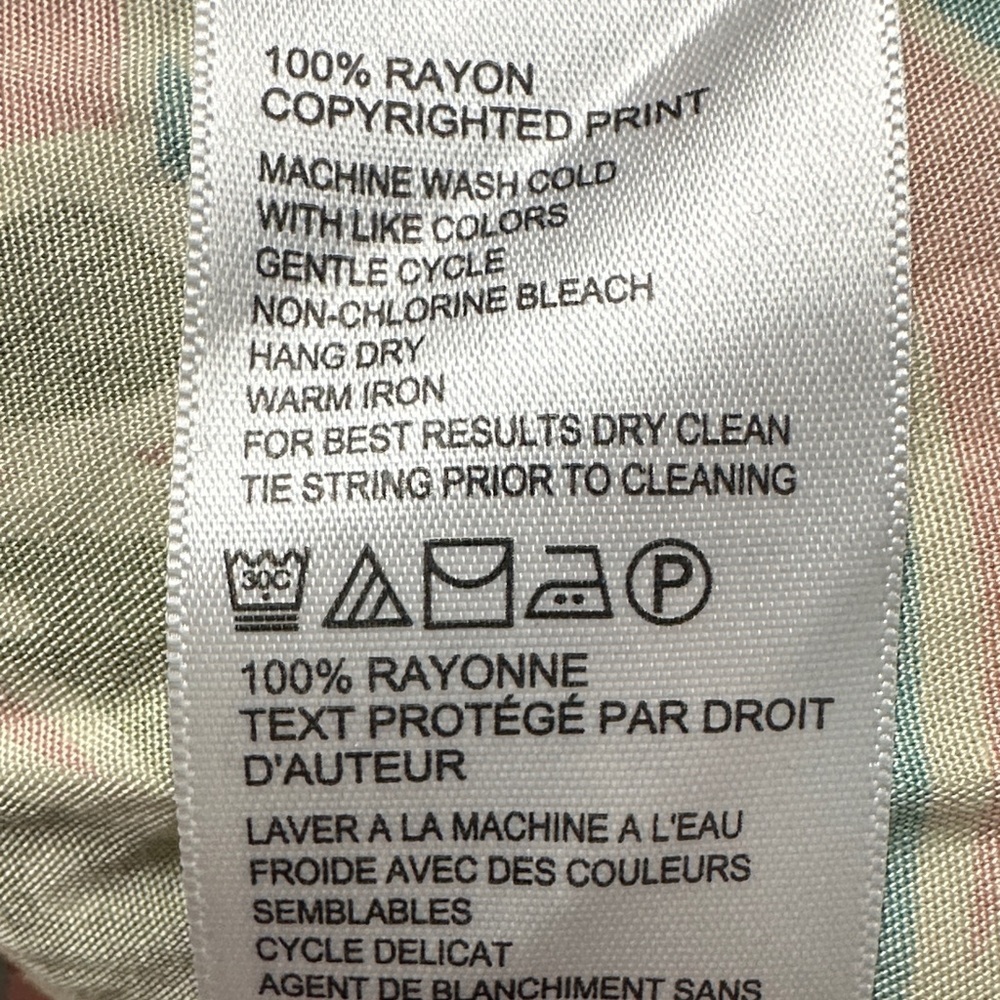 100% RAYON
COPYRIGHTED PRINT
MACHINE WASH COLD
WITH LIKE COLORS
GENTLE CYCLE
NON-CHLORINE BLEACH
HANG DRY
WARM IRON
FOR BEST RESULTS DRY CLEAN
TIE STRING PRIOR TO CLEANING
30C P
100% RAYONNE
TEXT PROTÉGÉ PAR DROIT
D'AUTEUR
LAVER A LA MACHINE A L'EAU
FROIDE AVEC DES COULEURS
SEMBLABLES
CYCLE DELICAT
AGENT DE BLANCHIMENT SANS